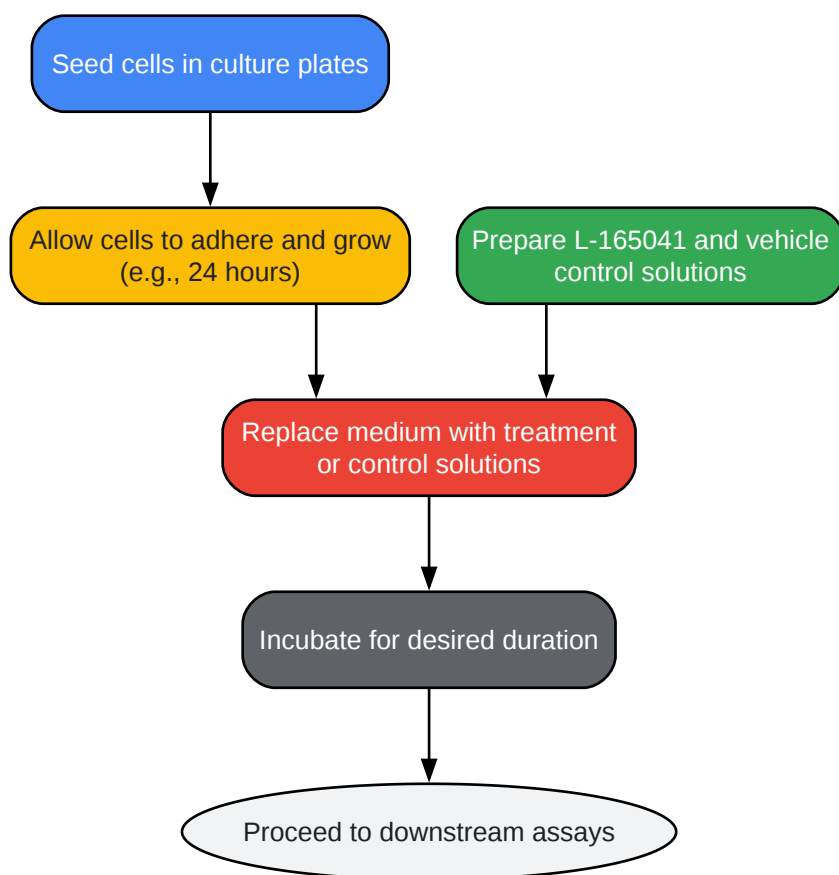 Seed cells in culture plates
Allow cells to adhere and grow
(e.g., 24 hours)
Prepare L-165041 and vehicle
control solutions
Replace medium with treatment
or control solutions
Incubate for desired duration
Proceed to downstream assays